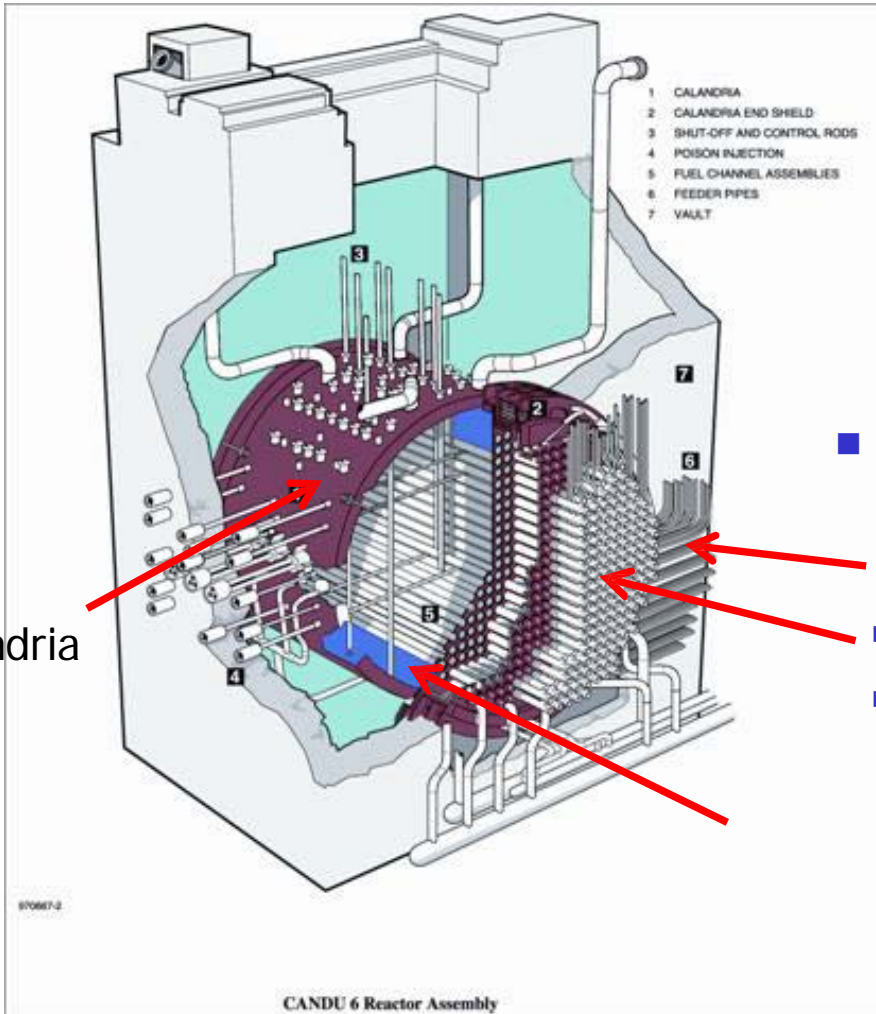 1 CALANDRIA
2 CALANDRIA END SHIELD
3 SHUT-OFF AND CONTROL RODS
4 POISON INJECTION
5 FUEL CHANNEL ASSEMBLIES
6 FEEDER PIPES
7 VAULT
3
2
7
6
5
ndria
4
970667-2
CANDU 6 Reactor Assembly